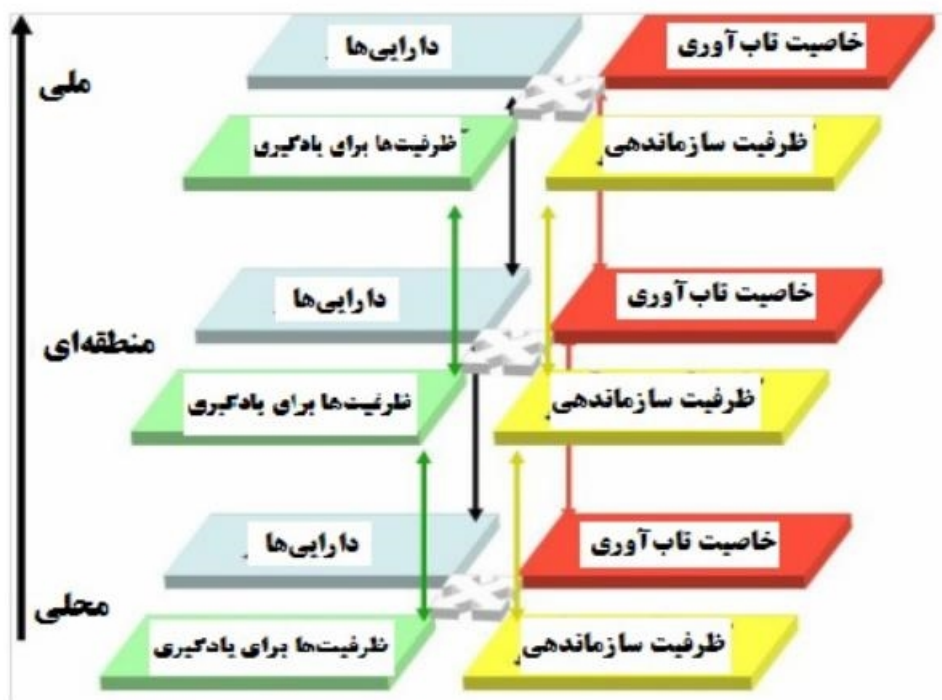 خاصیت تاب‌آوری
دارایی‌ها
ملی
ظرفیت سازماندهی
ظرفیت‌ها برای یادگیری
خاصیت تاب‌آوری
دارایی‌ها
منطقه‌ای
ظرفیت سازماندهی
ظرفیت‌ها برای یادگیری
خاصیت تاب‌آوری
دارایی‌ها
محلی
ظرفیت سازماندهی
ظرفیت‌ها برای یادگیری